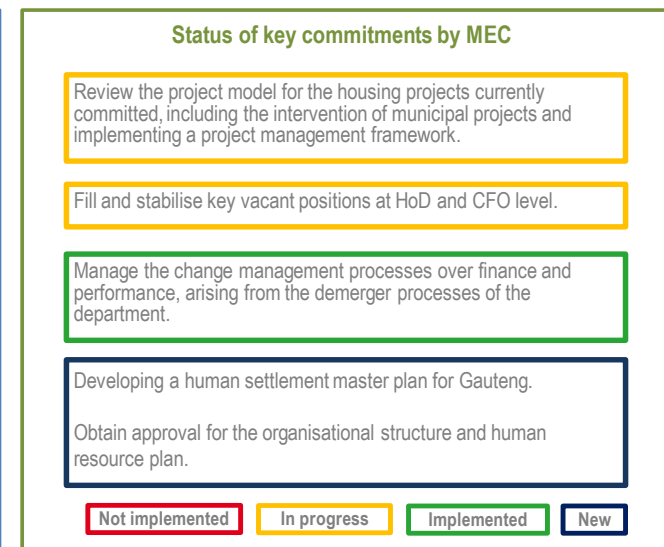 Status of key commitments by MEC
Review the project model for the housing projects currently
committed, including the intervention of municipal projects and
implementing a project management framework.
Fill and stabilise key vacant positions at HoD and CFO level.
Manage the change management processes over finance and
performance, arising from the demerger processes of the
department.
Developing a human settlement master plan for Gauteng.
Obtain approval for the organisational structure and human
resource plan.
Not implemented In progress Implemented New